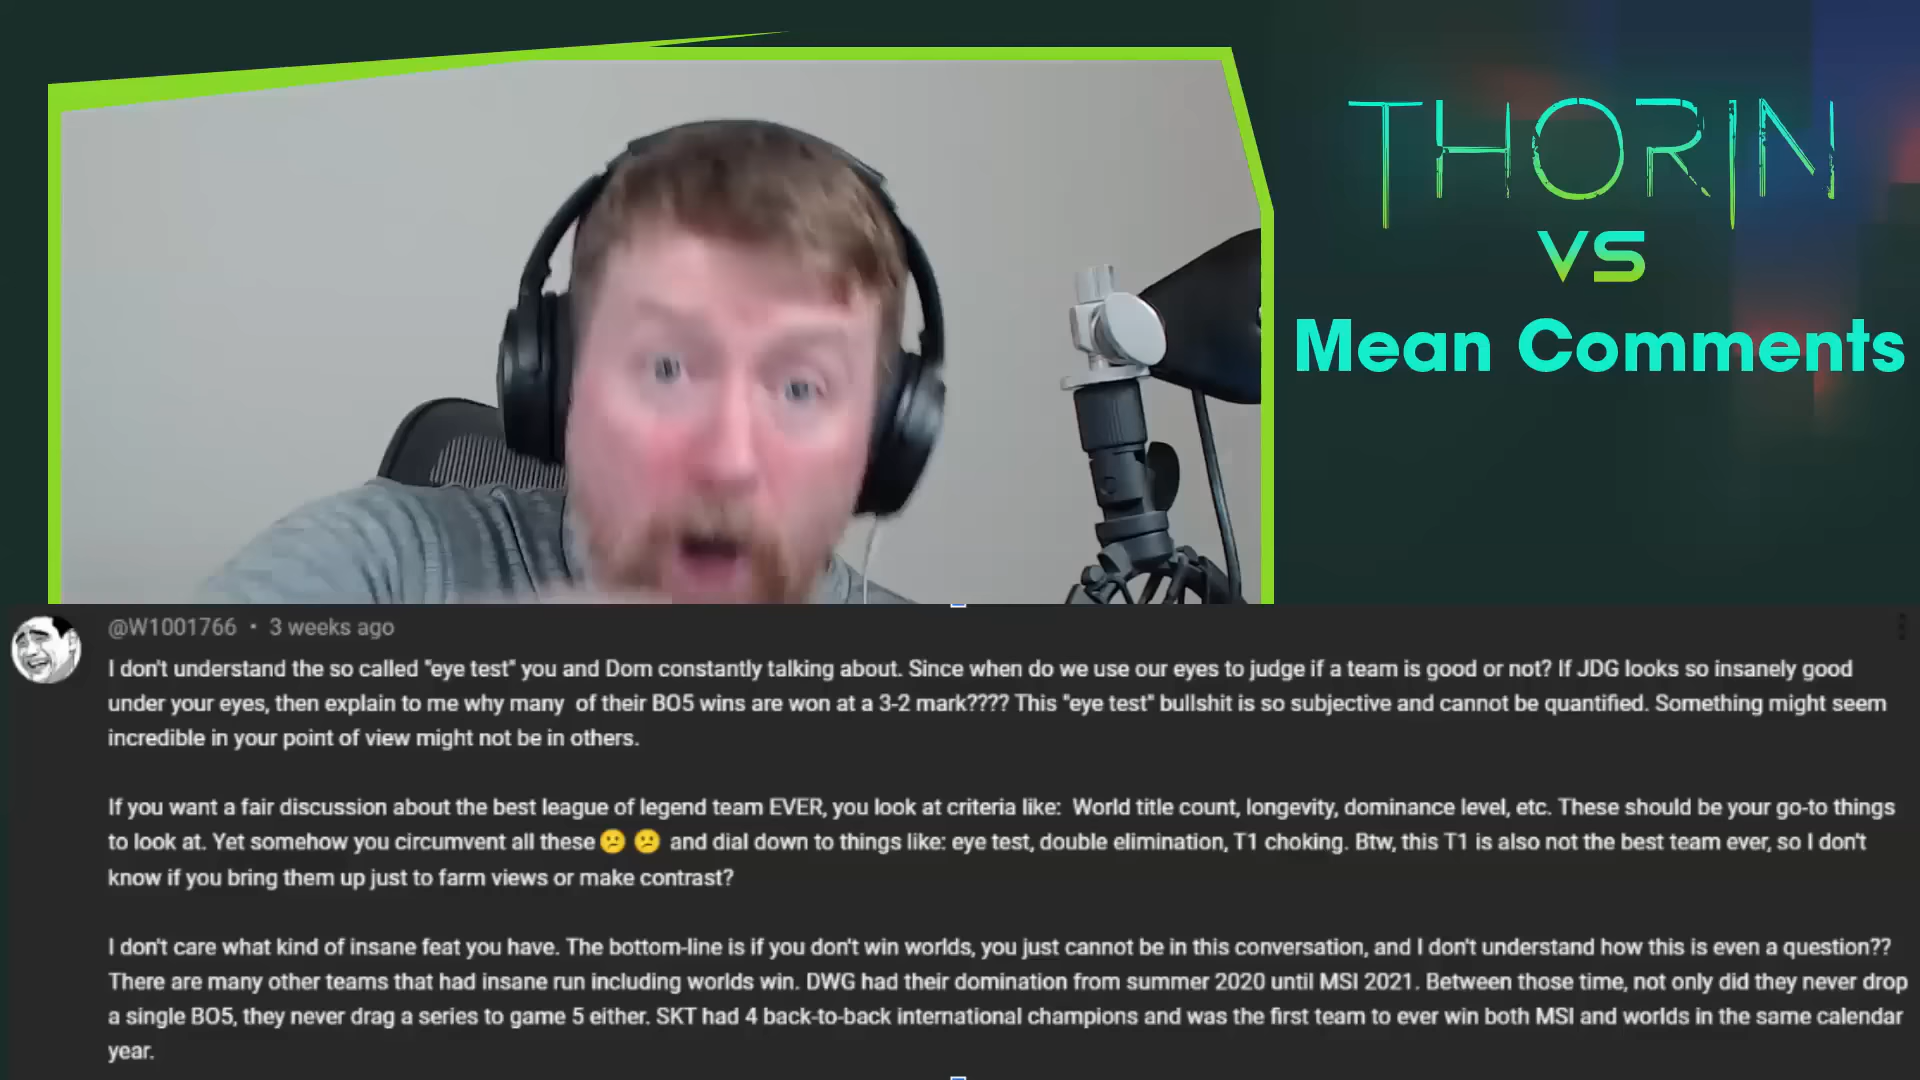 THORIN
VS
Mean Comments
@W1001766 • 3 weeks ago
I don't understand the so called "eye test" you and Dom constantly talking about. Since when do we use our eyes to judge if a team is good or not? If JDG looks so insanely good
under your eyes, then explain to me why many of their BO5 wins are won at a 3-2 mark???? This "eye test" bullshit is so subjective and cannot be quantified. Something might seem
incredible in your point of view might not be in others.
If you want a fair discussion about the best league of legend team EVER, you look at criteria like: World title count, longevity, dominance level, etc. These should be your go-to things
to look at. Yet somehow you circumvent all these😕 😕 and dial down to things like: eye test, double elimination, T1 choking. Btw, this T1 is also not the best team ever, so I don't
know if you bring them up just to farm views or make contrast?
I don't care what kind of insane feat you have. The bottom-line is if you don't win worlds, you just cannot be in this conversation, and I don't understand how this is even a question??
There are many other teams that had insane run including worlds win. DWG had their domination from summer 2020 until MSI 2021. Between those time, not only did they never drop
a single BO5, they never drag a series to game 5 either. SKT had 4 back-to-back international champions and was the first team to ever win both MSI and worlds in the same calendar
year.